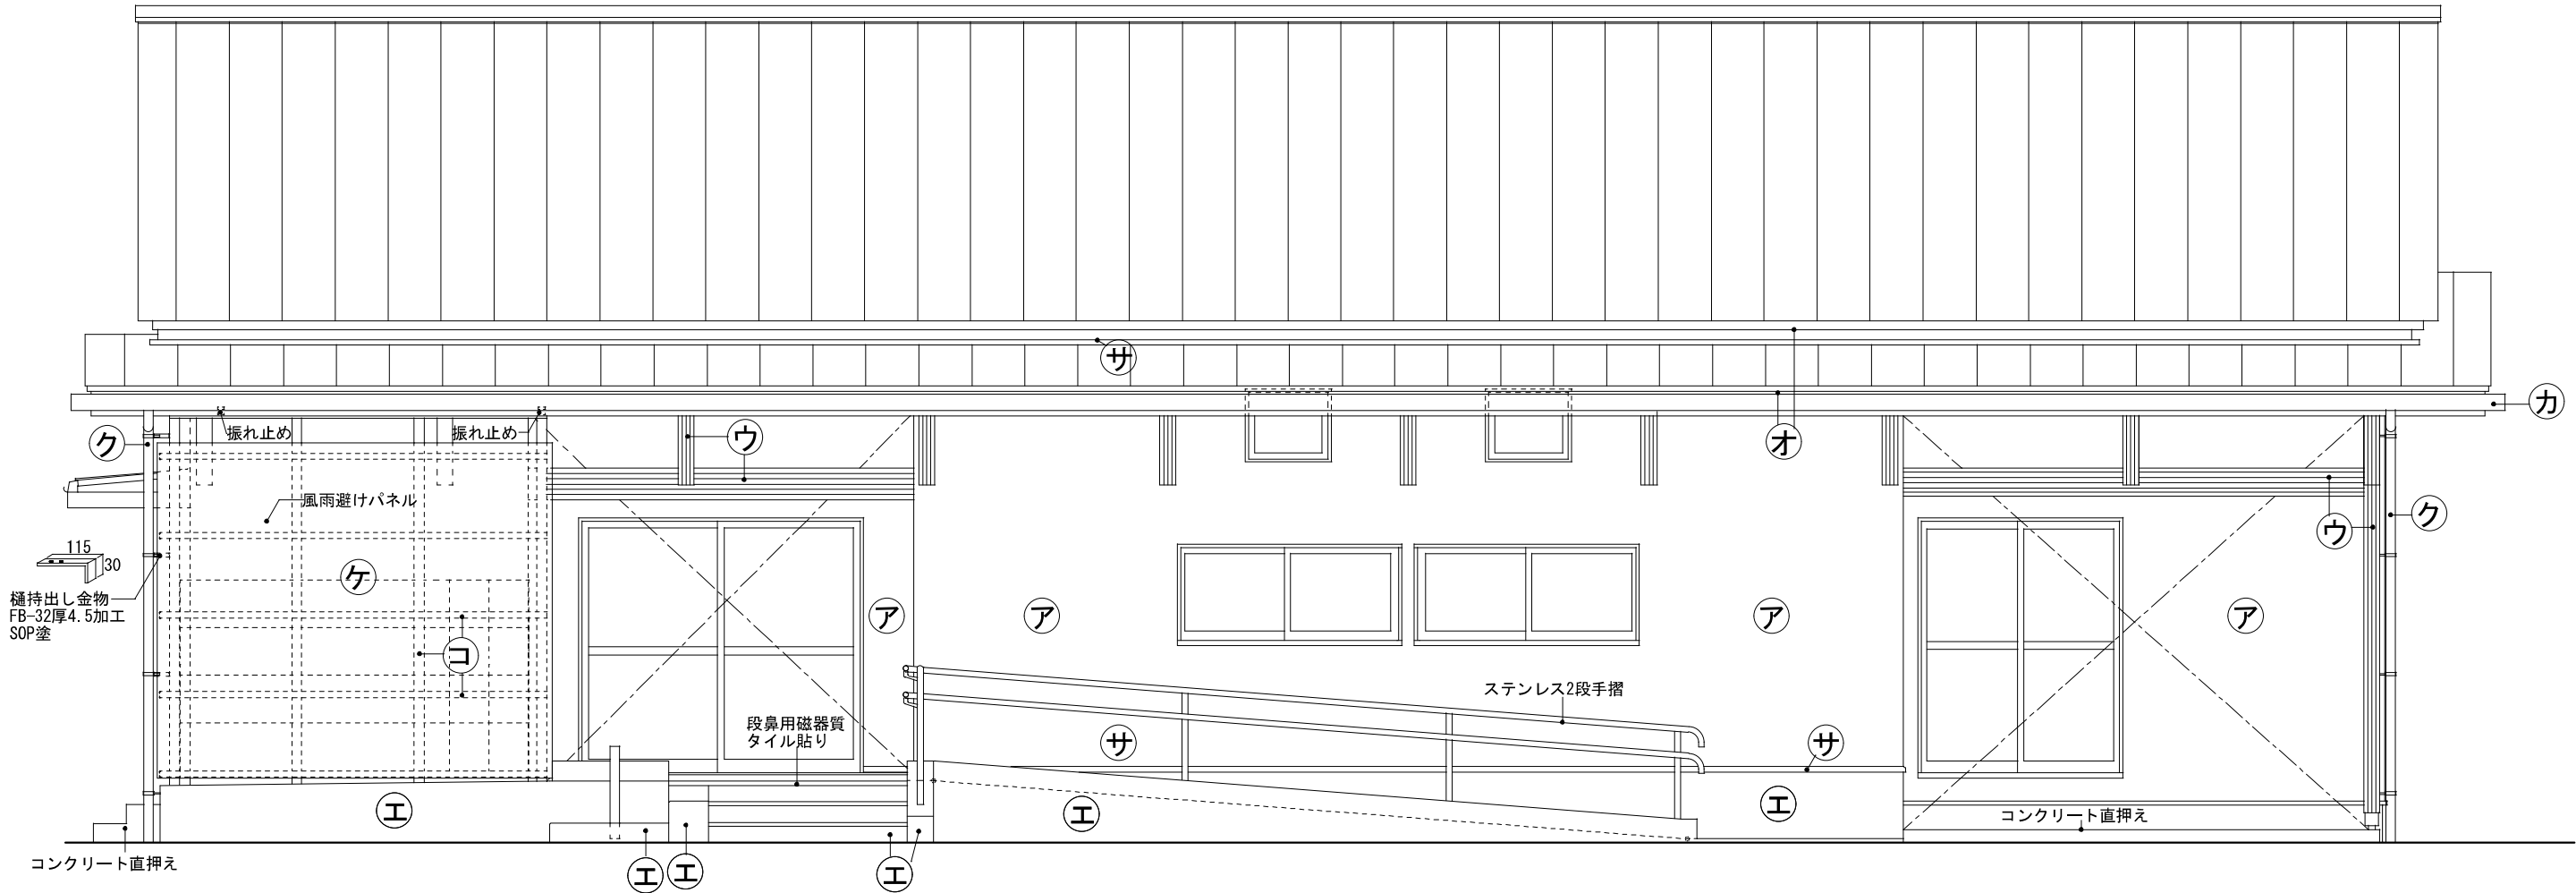 サ
カ
ク
振れ止め
振れ止め
ウ
オ
風雨避けパネル
ウ
ク
115
30
ケ
樋持出し金物
FB-32厚4.5加工
SOP塗
コ
ア
ア
ア
ア
ステンレス2段手摺
段鼻用磁器質
タイル貼り
サ
サ
エ
エ
エ
コンクリート直押え
コンクリート直押え
エ
エ
エ